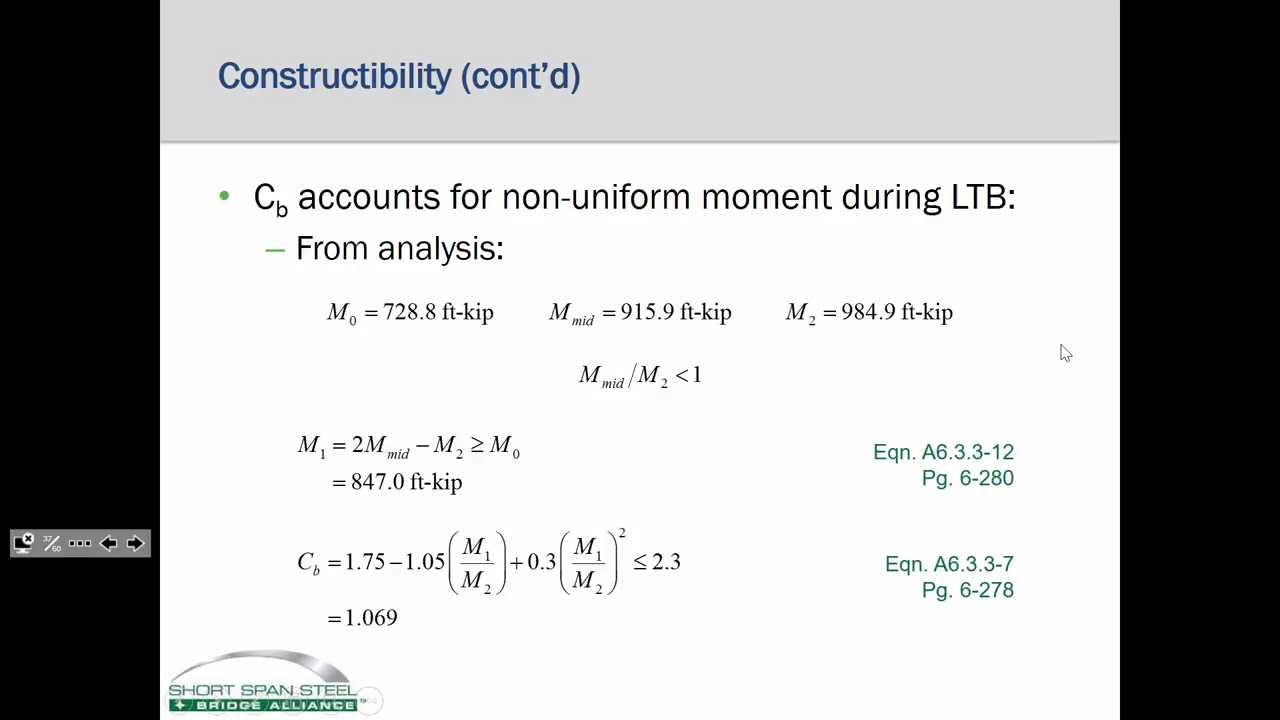 Constructibility (cont'd)
• C_b accounts for non-uniform moment during LTB:
– From analysis:
M_0 = 728.8 ft-kip M_mid = 915.9 ft-kip M_2 = 984.9 ft-kip
M_mid/M_2 < 1
M_1 = 2M_mid − M_2 ≥ M_0
= 847.0 ft-kip
Eqn. A6.3.3-12
Pg. 6-280
C_b = 1.75 − 1.05(M_1/M_2) + 0.3(M_1/M_2)^2 ≤ 2.3
= 1.069
Eqn. A6.3.3-7
Pg. 6-278
37/60
SHORT SPAN STEEL
BRIDGE ALLIANCE